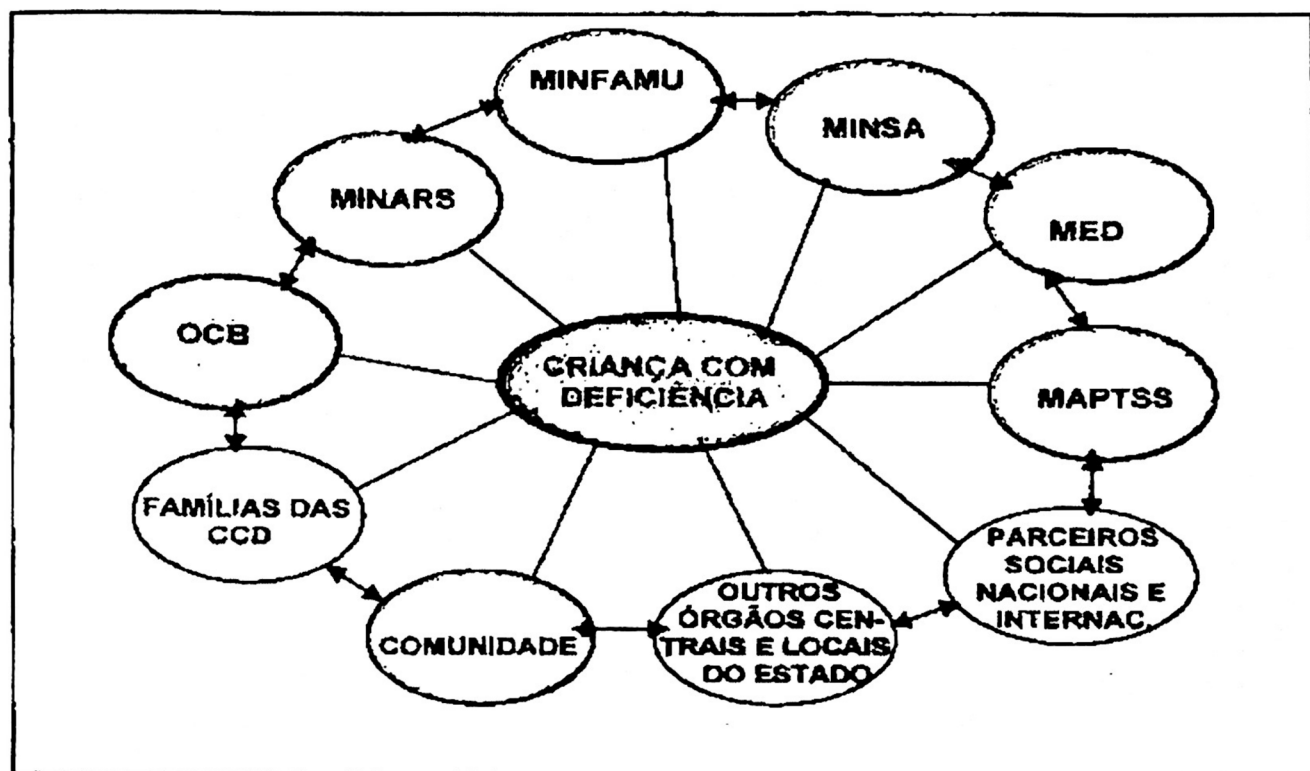 MINFAMU
MINSA
MINARS
MED
OCB
CRIANÇA COM
DEFICIÊNCIA
MAPTSS
FAMÍLIAS DAS
CCD
PARCEIROS
SOCIAIS
NACIONAIS E
INTERNAC.
COMUNIDADE
OUTROS
ÓRGÃOS CEN-
TRAIS E LOCAIS
DO ESTADO